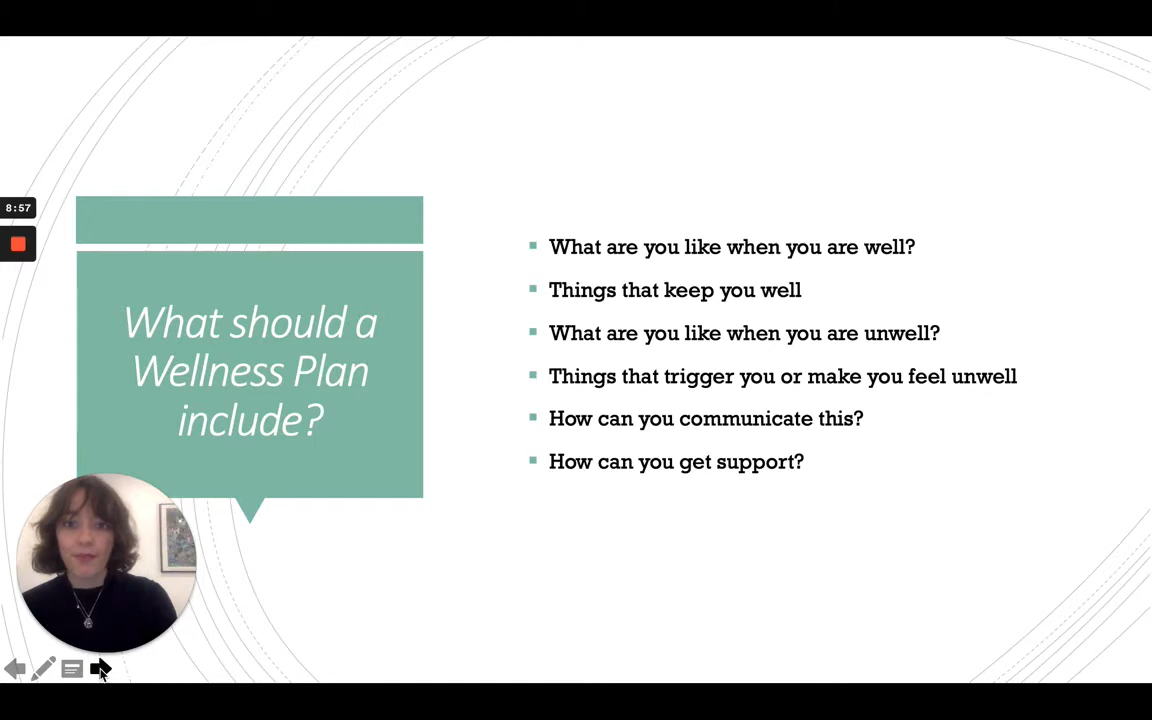 8:57
What should a
Wellness Plan
include?
What are you like when you are well?
Things that keep you well
What are you like when you are unwell?
Things that trigger you or make you feel unwell
How can you communicate this?
How can you get support?